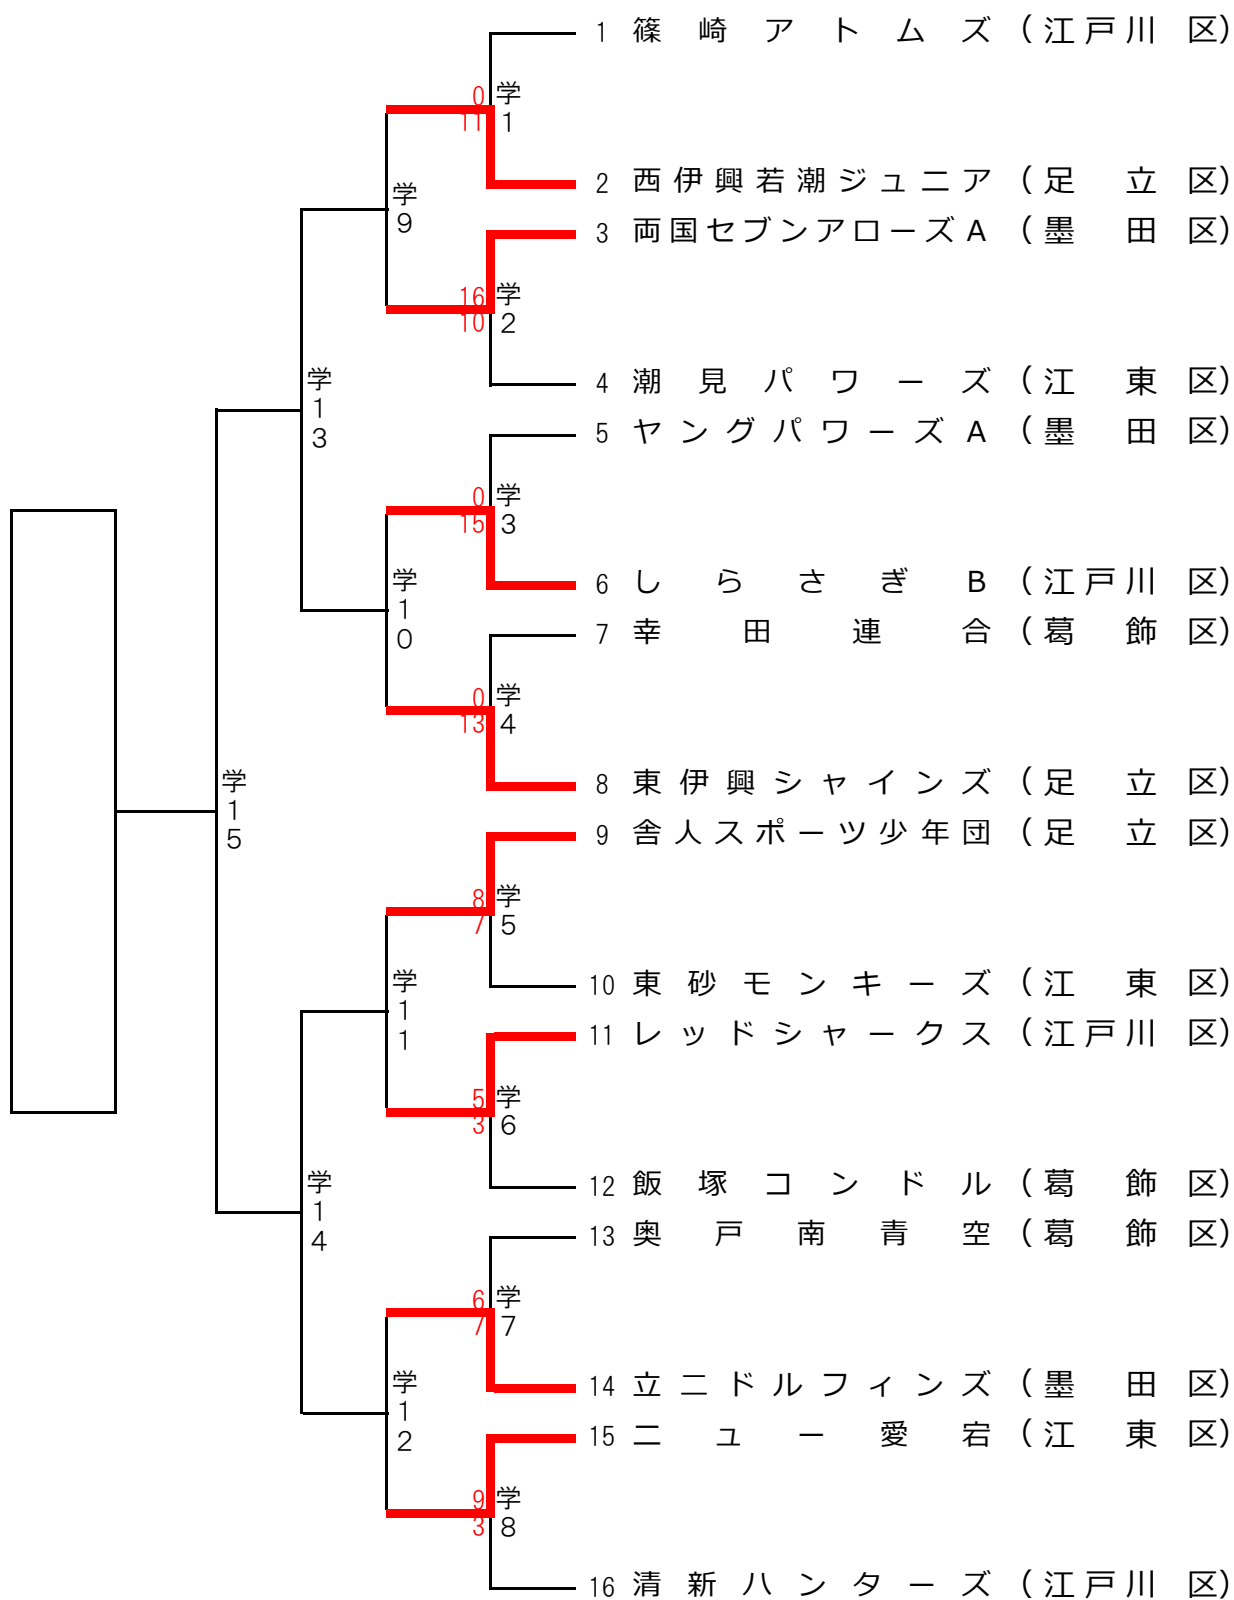 1 篠崎アトムズ (江戸川区)
0 学1
11
2 西伊興若潮ジュニア (足立区)
学9
3 両国セブンアローズA (墨田区)
16 学2
10
4 潮見パワーズ (江東区)
学13
5 ヤングパワーズA (墨田区)
0 学3
15
6 しらさぎB (江戸川区)
学10
7 幸田連合 (葛飾区)
0 学4
13
8 東伊興シャインズ (足立区)
学15
9 舎人スポーツ少年団 (足立区)
8 学5
7
10 東砂モンキーズ (江東区)
学11
11 レッドシャークス (江戸川区)
5 学6
3
12 飯塚コンドル (葛飾区)
学14
13 奥戸南青空 (葛飾区)
6 学7
7
14 立二ドルフィンズ (墨田区)
学12
15 ニュー愛宕 (江東区)
9 学8
3
16 清新ハンターズ (江戸川区)